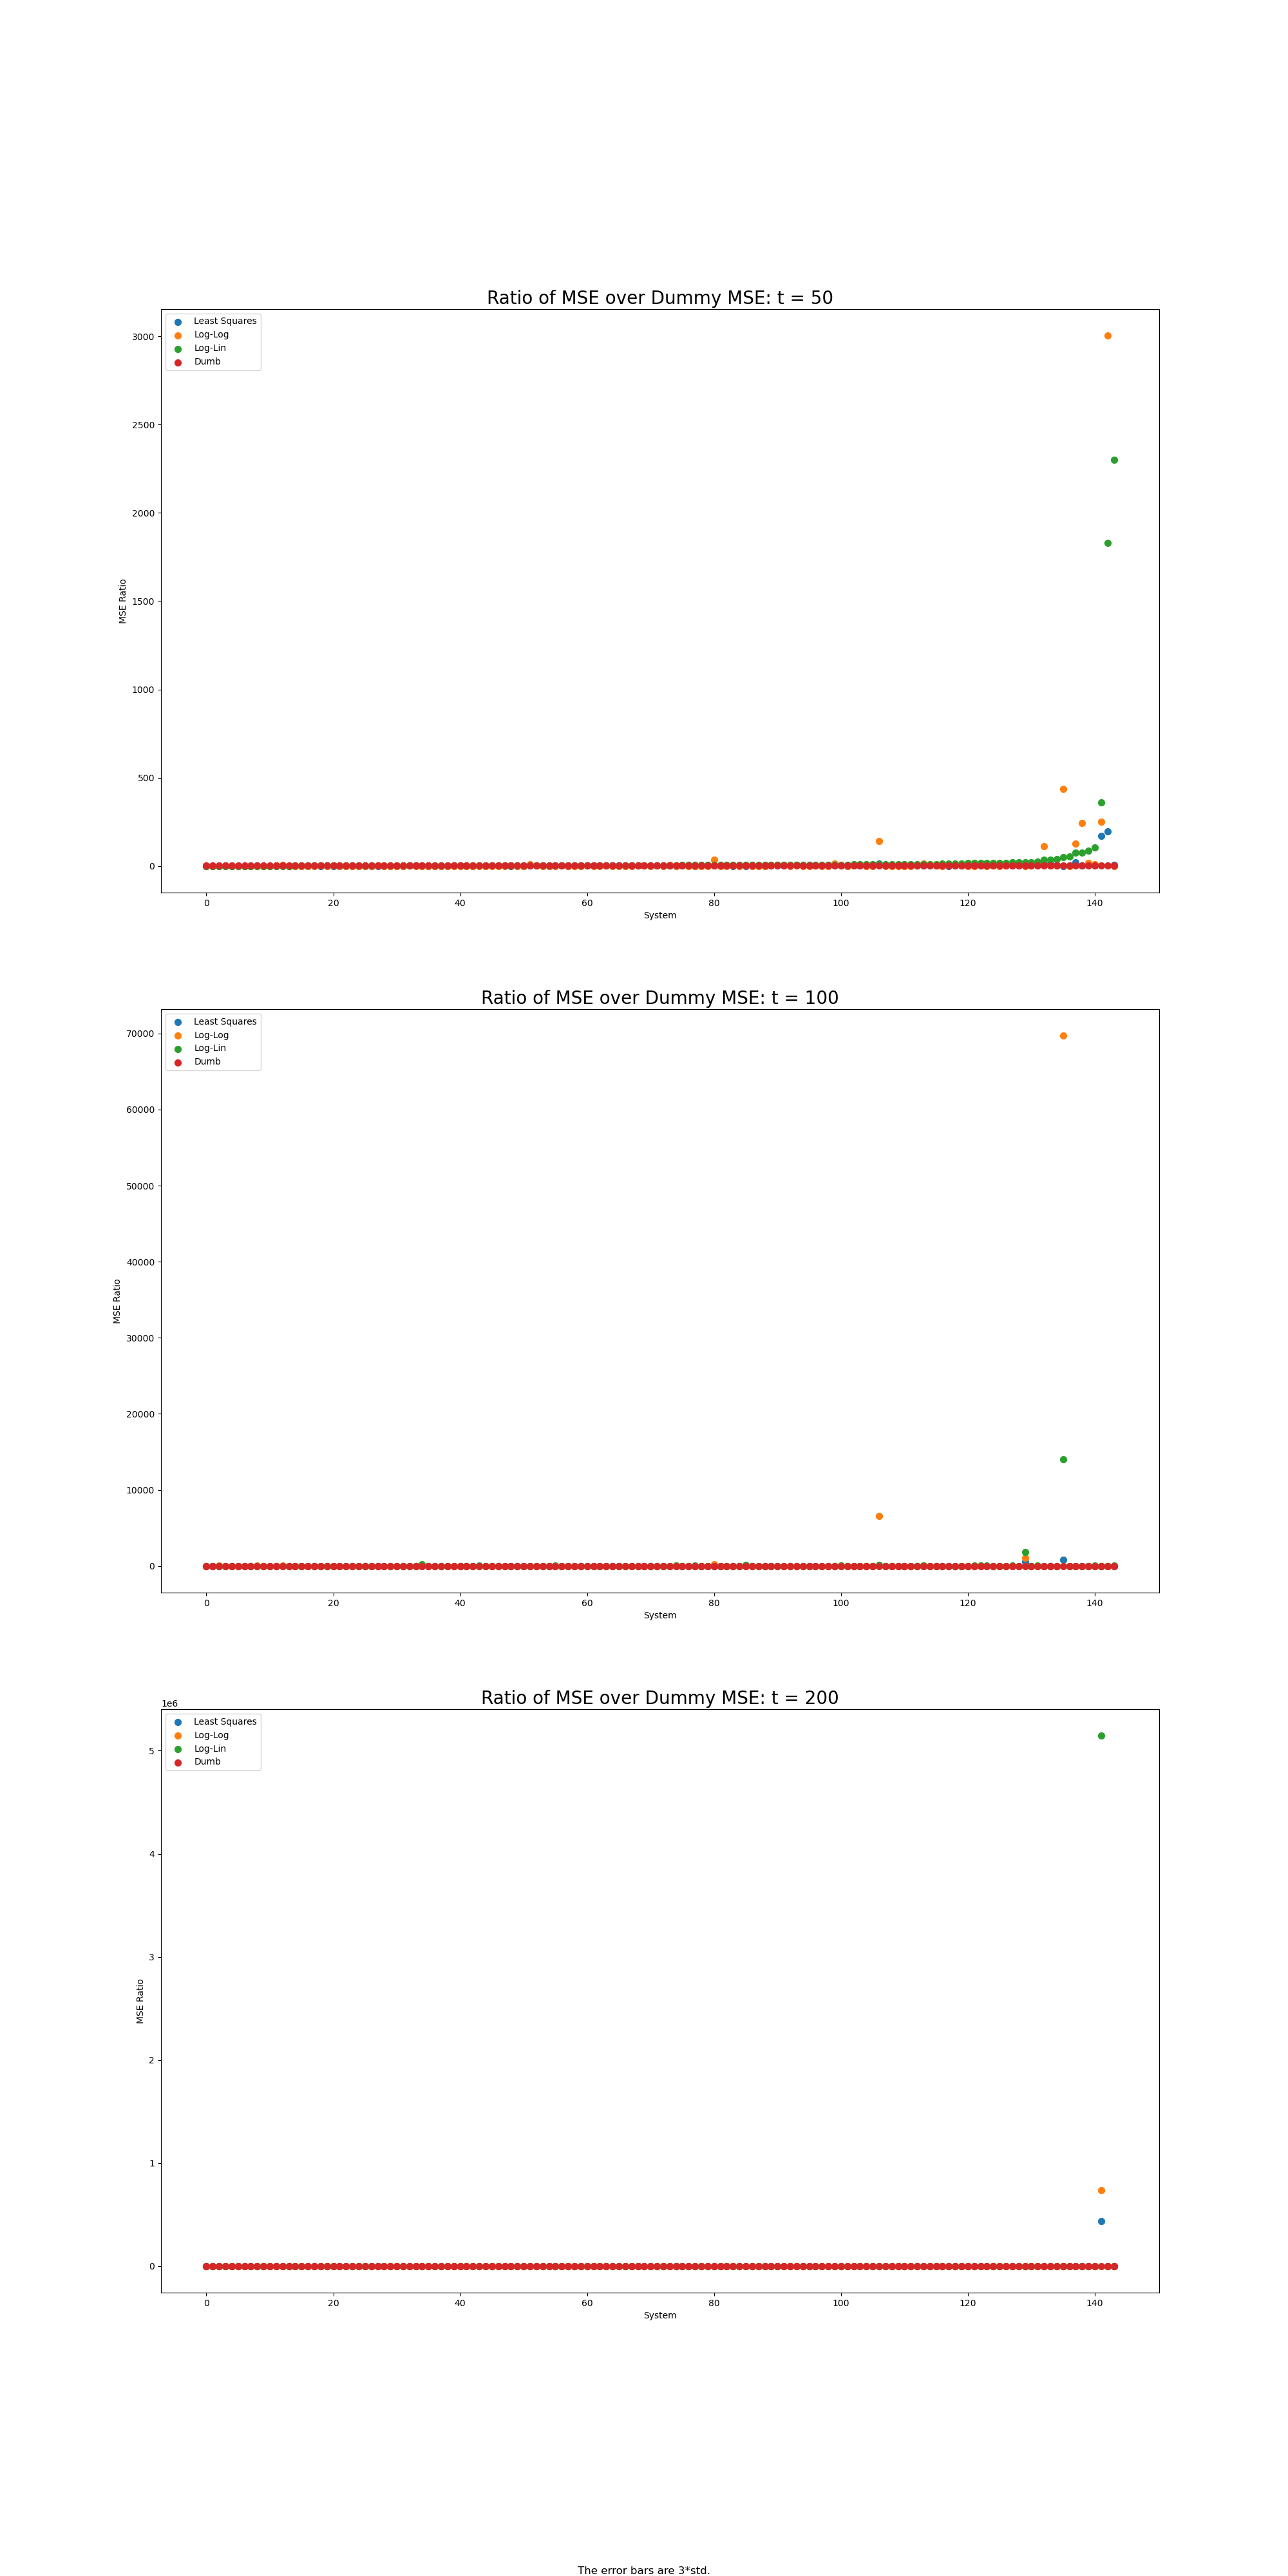 Ratio of MSE over Dummy MSE: t = 50
Least Squares
Log-Log
Log-Lin
Dumb
3000
2500
2000
1500
1000
500
0
MSE Ratio
0 20 40 60 80 100 120 140
System
Ratio of MSE over Dummy MSE: t = 100
Least Squares
Log-Log
Log-Lin
Dumb
70000
60000
50000
40000
30000
20000
10000
0
MSE Ratio
0 20 40 60 80 100 120 140
System
Ratio of MSE over Dummy MSE: t = 200
1e6
Least Squares
Log-Log
Log-Lin
Dumb
5
4
3
2
1
0
MSE Ratio
0 20 40 60 80 100 120 140
System
The error bars are 3*std.